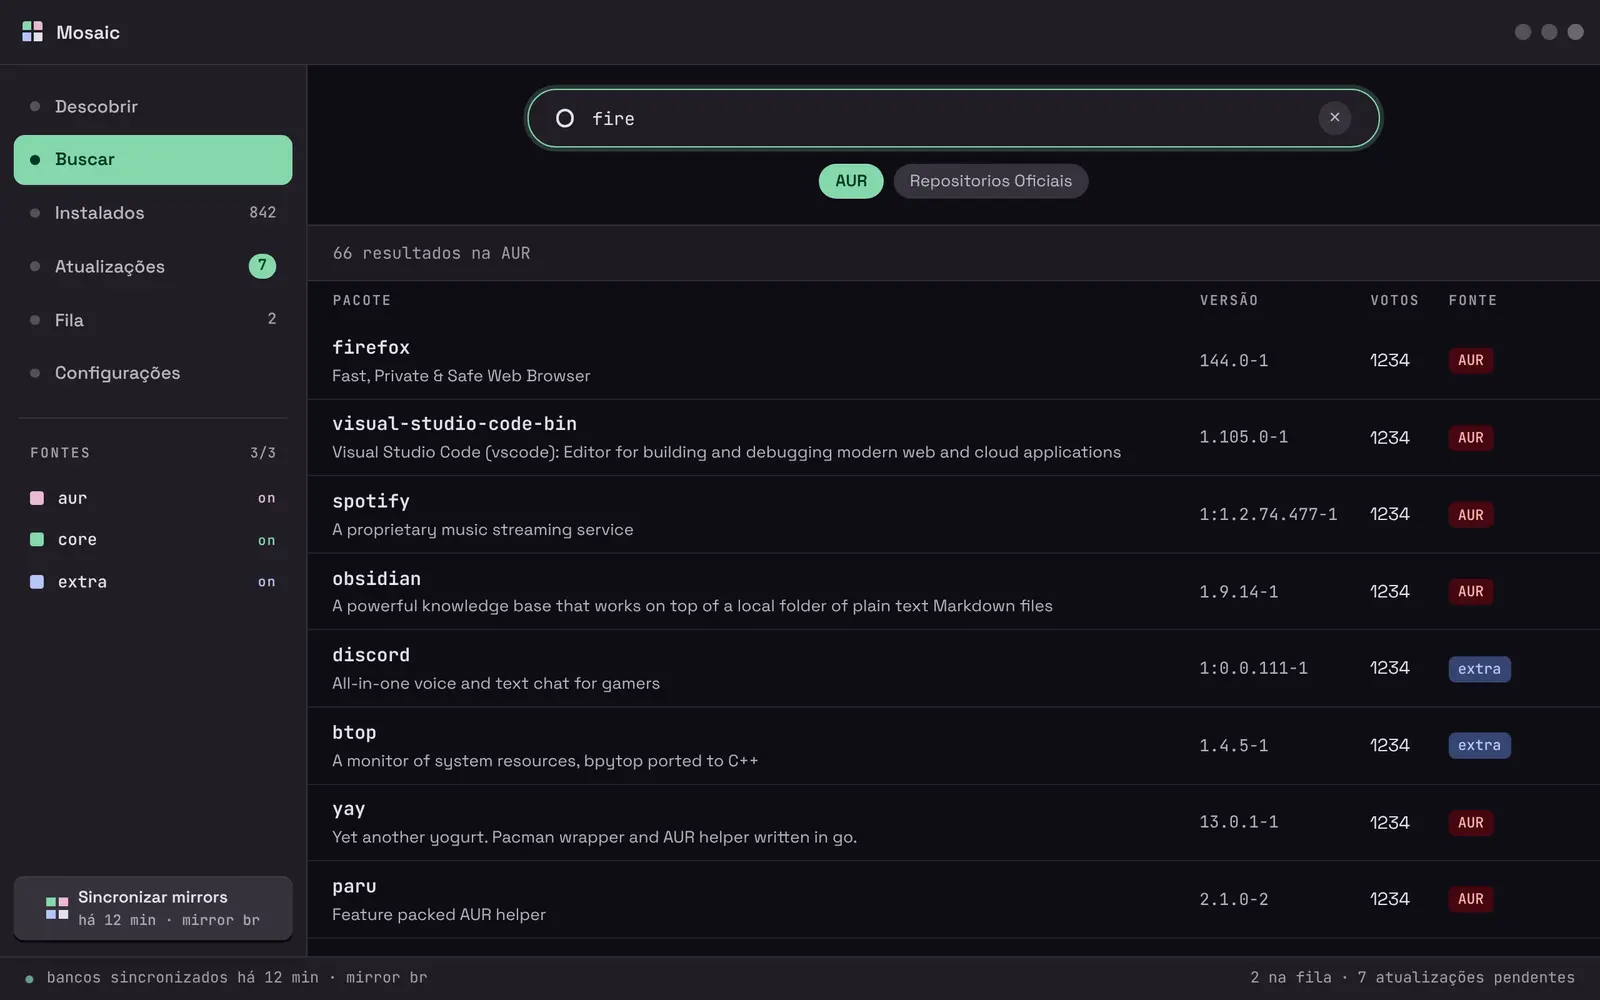 Mosaic
Descobrir
Buscar
Instalados 842
Atualizações 7
Fila 2
Configurações
FONTES 3/3
aur on
core on
extra on
Sincronizar mirrors
há 12 min · mirror br
fire
AUR Repositorios Oficiais
66 resultados na AUR
PACOTE VERSÃO VOTOS FONTE
firefox
Fast, Private & Safe Web Browser
144.0-1 1234 AUR
visual-studio-code-bin
Visual Studio Code (vscode): Editor for building and debugging modern web and cloud applications
1.105.0-1 1234 AUR
spotify
A proprietary music streaming service
1:1.2.74.477-1 1234 AUR
obsidian
A powerful knowledge base that works on top of a local folder of plain text Markdown files
1.9.14-1 1234 AUR
discord
All-in-one voice and text chat for gamers
1:0.0.111-1 1234 extra
btop
A monitor of system resources, bpytop ported to C++
1.4.5-1 1234 extra
yay
Yet another yogurt. Pacman wrapper and AUR helper written in go.
13.0.1-1 1234 AUR
paru
Feature packed AUR helper
2.1.0-2 1234 AUR
bancos sincronizados há 12 min · mirror br
2 na fila · 7 atualizações pendentes